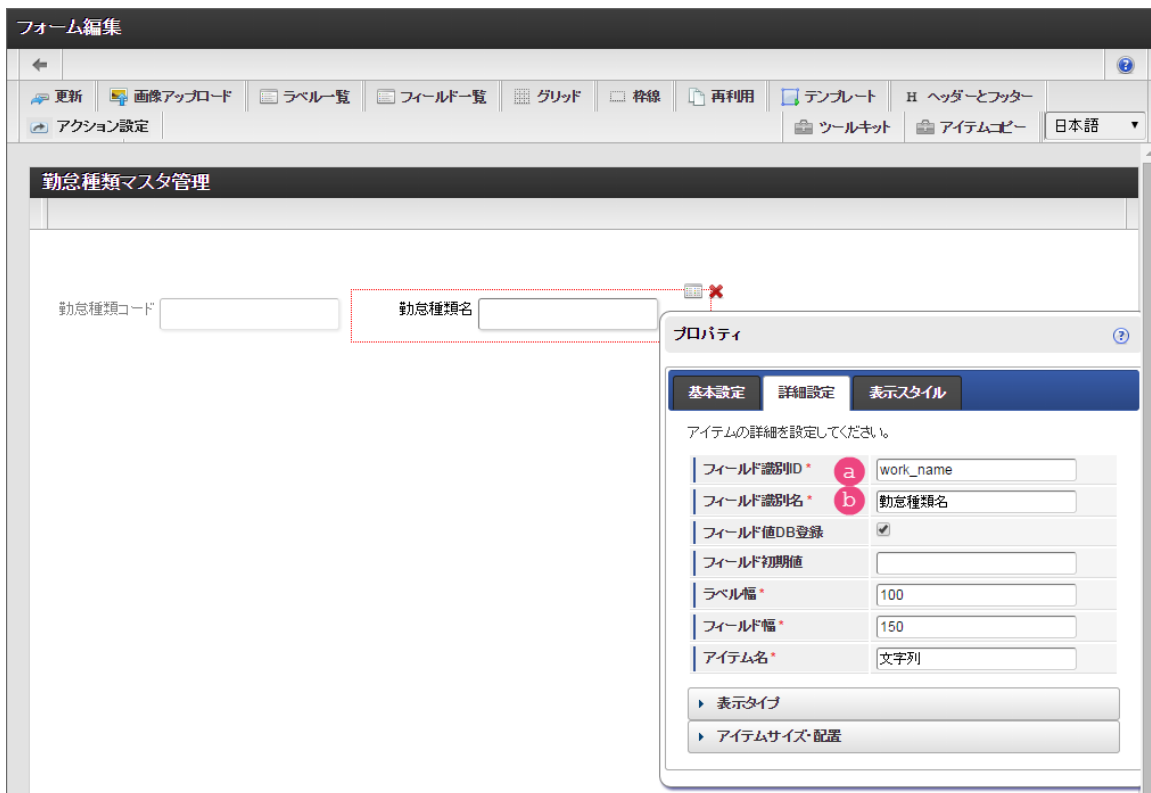 フォーム編集
更新 画像アップロード ラベル一覧 フィールド一覧 グリッド 枠線 再利用 テンプレート H ヘッダーとフッター
アクション設定 ツールキット アイテムコピー 日本語
勤怠種類マスタ管理
勤怠種類コード 勤怠種類名
プロパティ
基本設定 詳細設定 表示スタイル
アイテムの詳細を設定してください。
フィールド識別ID * a work_name
フィールド識別名 * b 勤怠種類名
フィールド値DB登録
フィールド初期値
ラベル幅 * 100
フィールド幅 * 150
アイテム名 * 文字列
表示タイプ
アイテムサイズ・配置